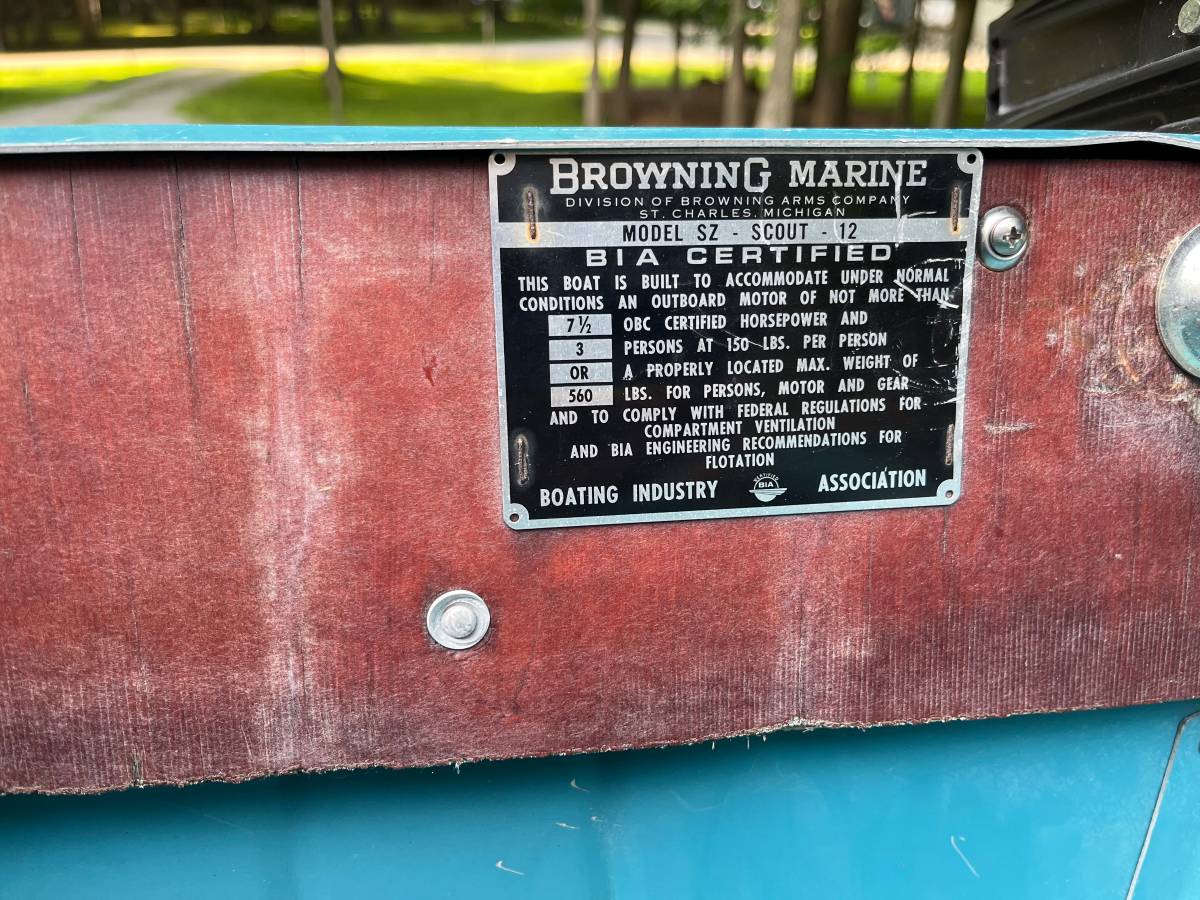 BROWNING MARINE
DIVISION OF BROWNING ARMS COMPANY
ST. CHARLES, MICHIGAN
MODEL SZ - SCOUT - 12
BIA CERTIFIED
THIS BOAT IS BUILT TO ACCOMMODATE UNDER NORMAL
CONDITIONS AN OUTBOARD MOTOR OF NOT MORE THAN
7½ OBC CERTIFIED HORSEPOWER AND
3 PERSONS AT 150 LBS. PER PERSON
OR A PROPERLY LOCATED MAX. WEIGHT OF
560 LBS. FOR PERSONS, MOTOR AND GEAR
AND TO COMPLY WITH FEDERAL REGULATIONS FOR
COMPARTMENT VENTILATION
AND BIA ENGINEERING RECOMMENDATIONS FOR
FLOTATION
BOATING INDUSTRY CERTIFIED BIA ASSOCIATION